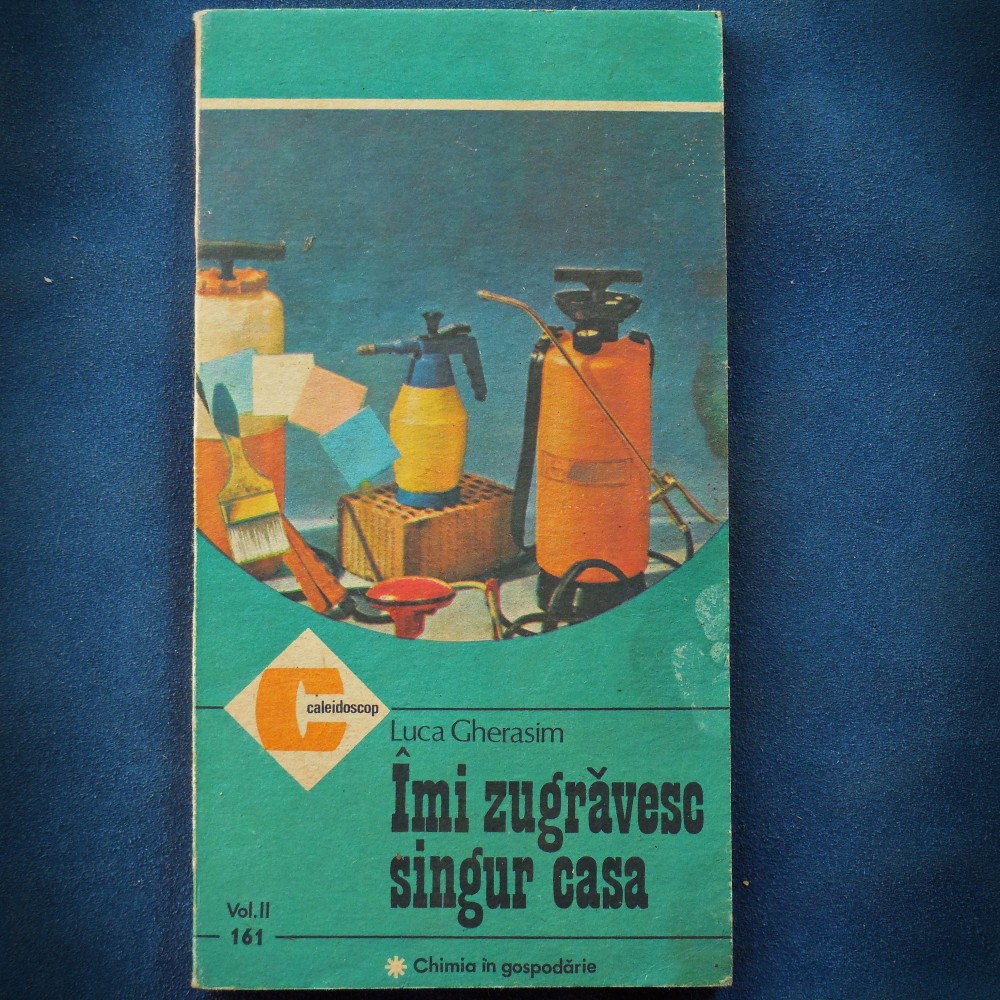 caleidoscop
Luca Gherasim
Îmi zugrăvesc
singur casa
Vol. II
161
Chimia în gospodărie